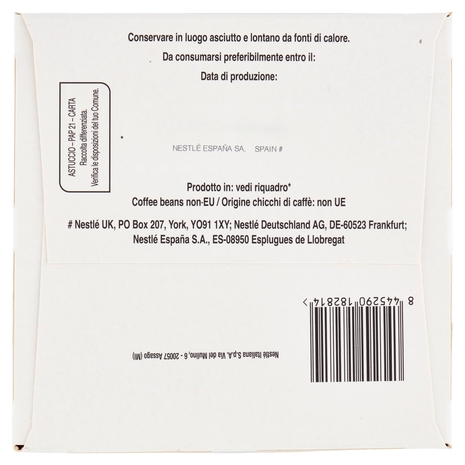 Conservare in luogo asciutto e lontano da fonti di calore.
Da consumarsi preferibilmente entro il:
Data di produzione:
ASTUCCIO – PAP 21 – CARTA
Raccolta differenziata.
Verifica le disposizioni del tuo Comune.
NESTLÉ ESPAÑA SA. SPAIN #
Prodotto in: vedi riquadro*
Coffee beans non-EU / Origine chicchi di caffè: non UE
# Nestlé UK, PO Box 207, York, YO91 1XY; Nestlé Deutschland AG, DE-60523 Frankfurt;
Nestlé España S.A., ES-08950 Esplugues de Llobregat
8 445290 182814 >
Nestlé Italiana S.p.A. Via del Mulino, 6 - 20057 Assago (MI)